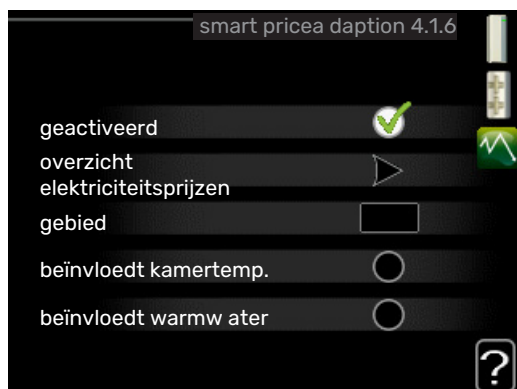 smart pricea daption 4.1.6
geactiveerd
overzicht
elektriciteitsprijzen
gebied
beïnvloedt kamertemp.
beïnvloedt warmw ater
?